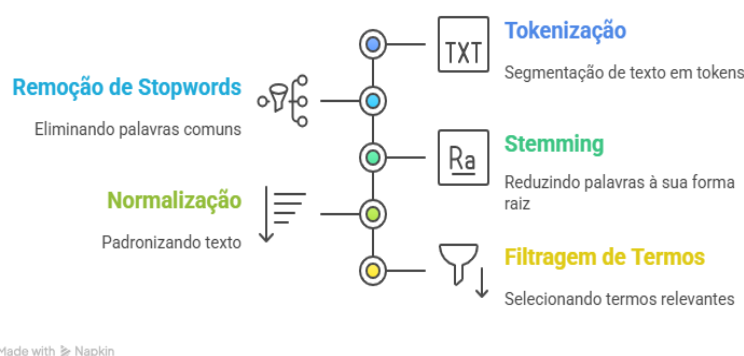 Tokenização
TXT
Segmentação de texto em tokens
Remoção de Stopwords
Eliminando palavras comuns
Stemming
Ra
Reduzindo palavras à sua forma
raiz
Normalização
Padronizando texto
Filtragem de Termos
Selecionando termos relevantes
Made with Napkin